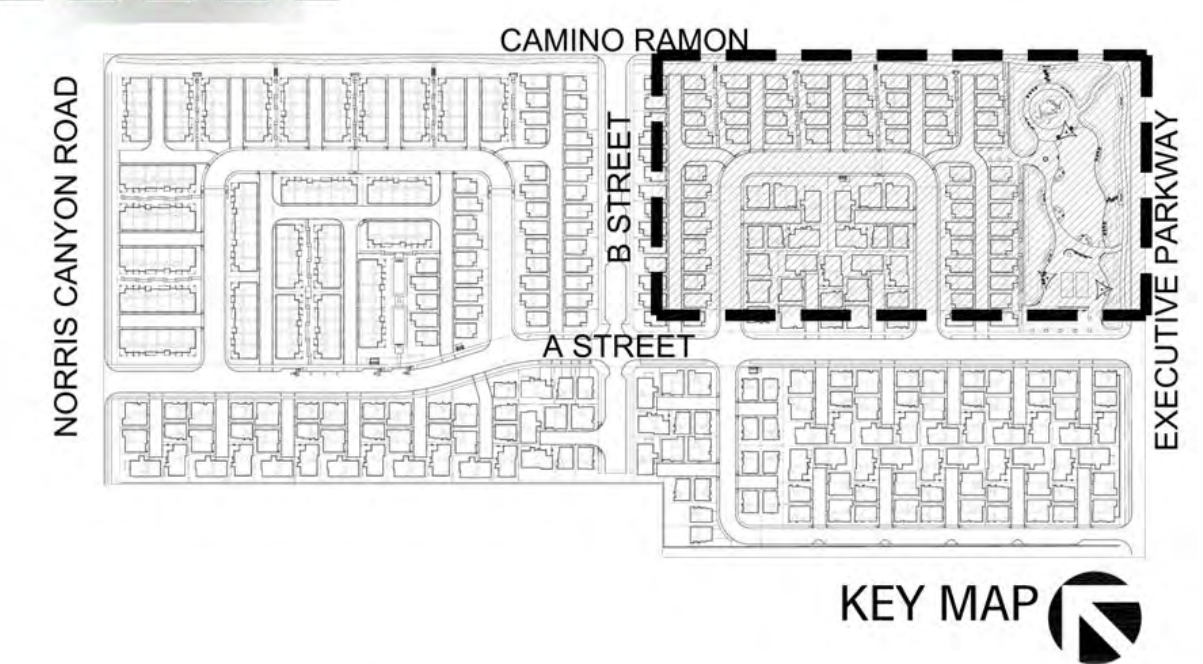 CAMINO RAMON
NORRIS CANYON ROAD
B STREET
EXECUTIVE PARKWAY
A STREET
KEY MAP